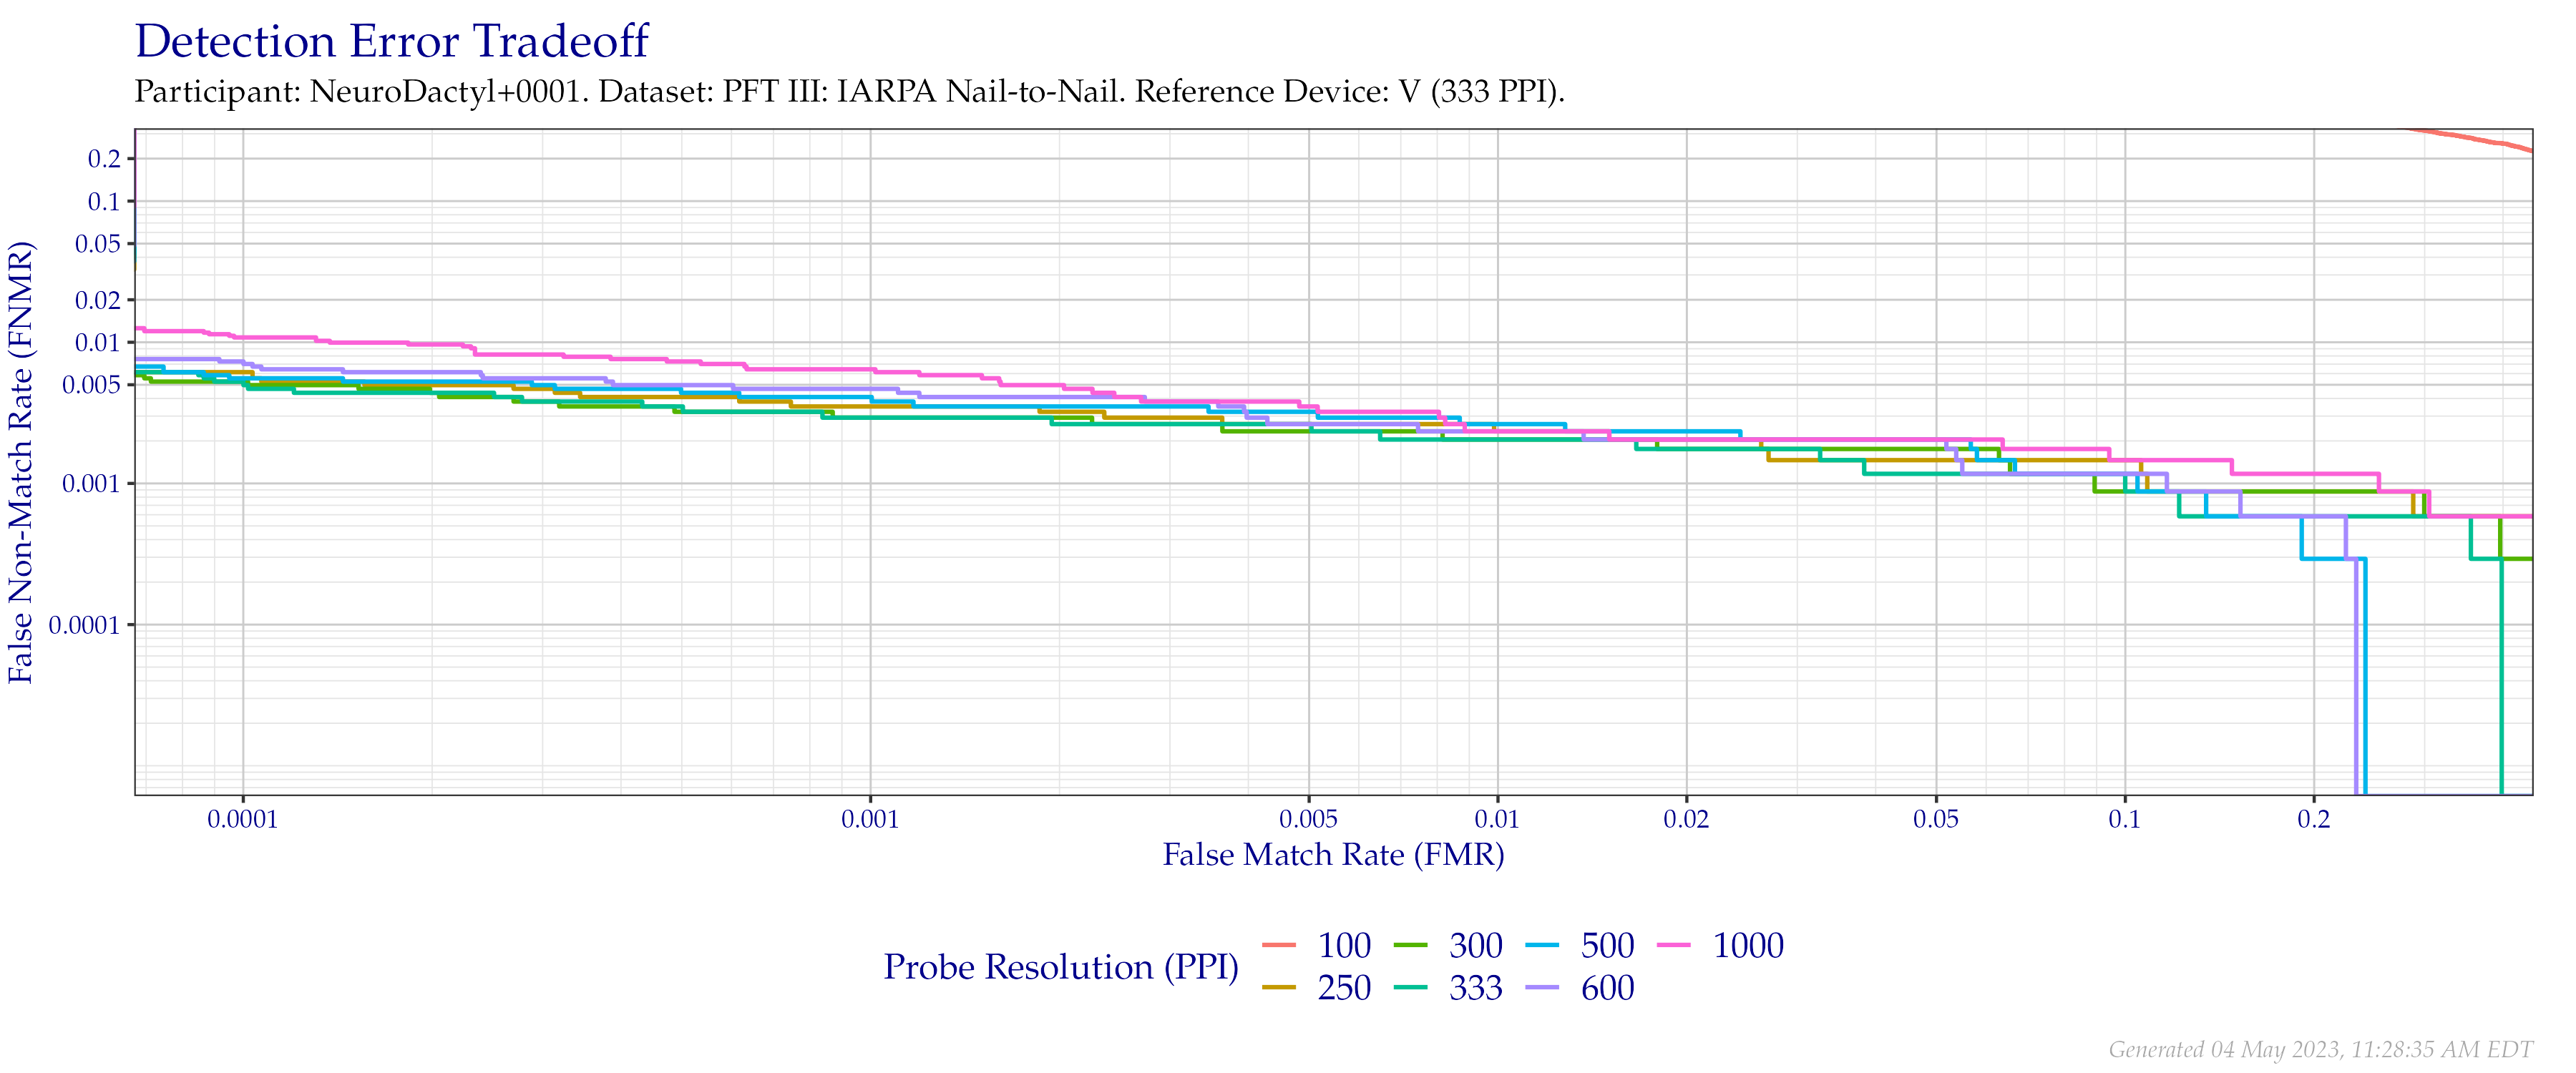 Detection Error Tradeoff
Participant: NeuroDactyl+0001. Dataset: PFT III: IARPA Nail-to-Nail. Reference Device: V (333 PPI).
False Non-Match Rate (FNMR)
0.2
0.1
0.05
0.02
0.01
0.005
0.001
0.0001
0.0001 0.001 0.005 0.01 0.02 0.05 0.1 0.2
False Match Rate (FMR)
Probe Resolution (PPI)
100 300 500 1000
250 333 600
Generated 04 May 2023, 11:28:35 AM EDT